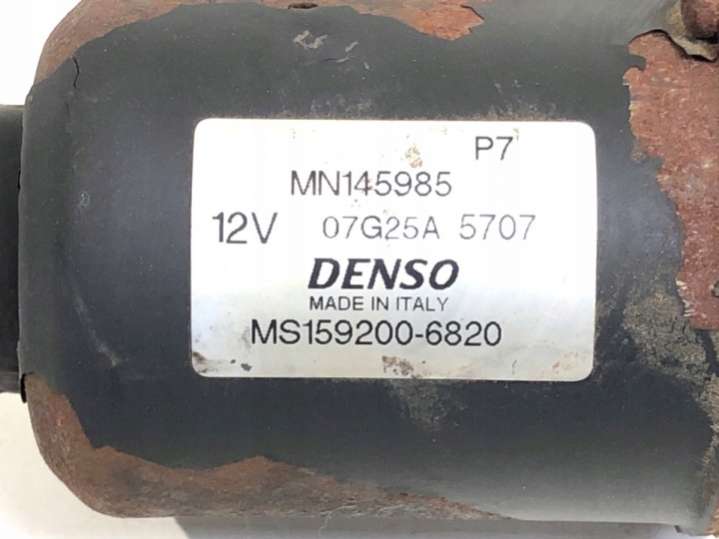 P7
MN145985
12V 07G25A 5707
DENSO
MADE IN ITALY
MS159200-6820